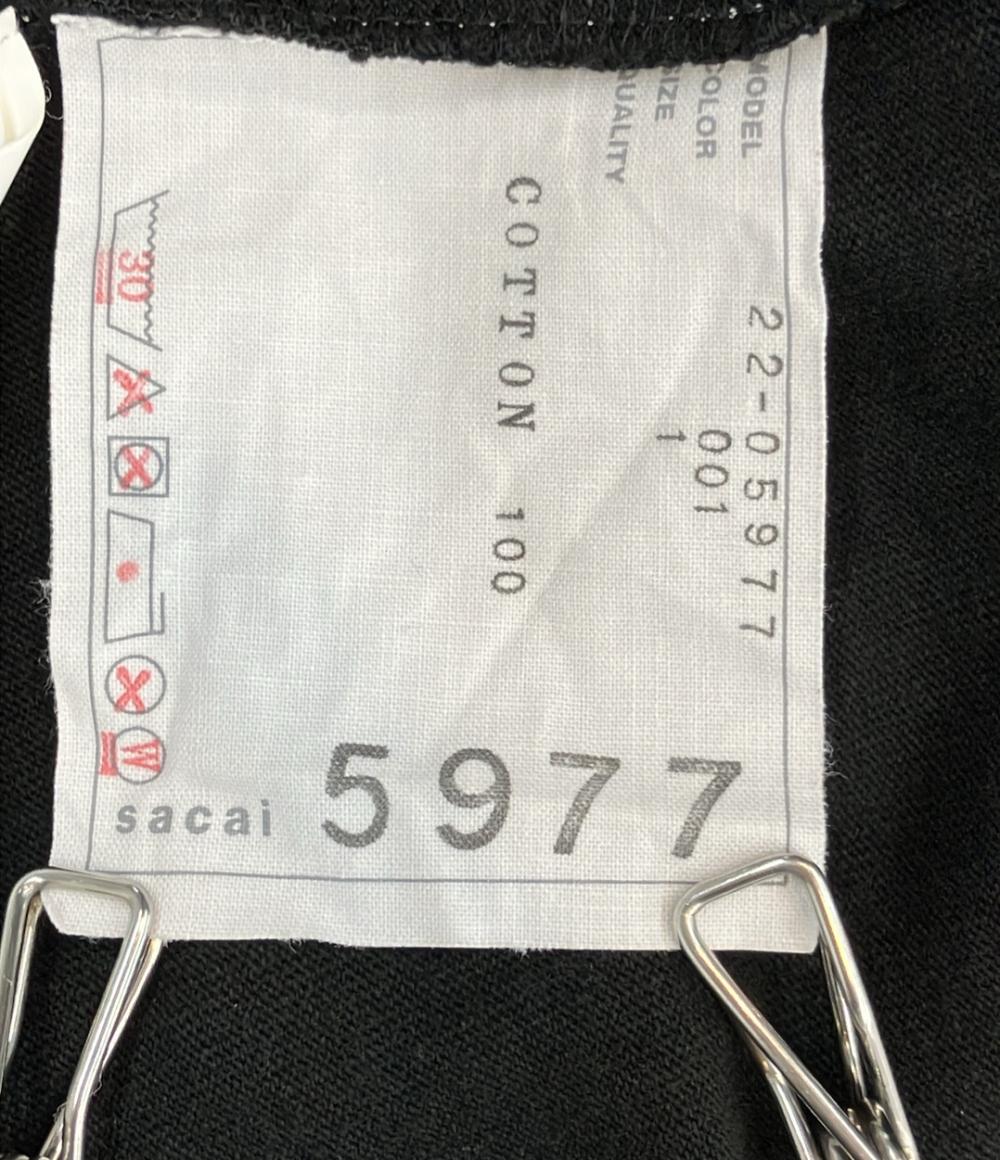 MODEL 22-05977
COLOR 001
SIZE 1
QUALITY
COTTON 100
30
W
sacai 5977